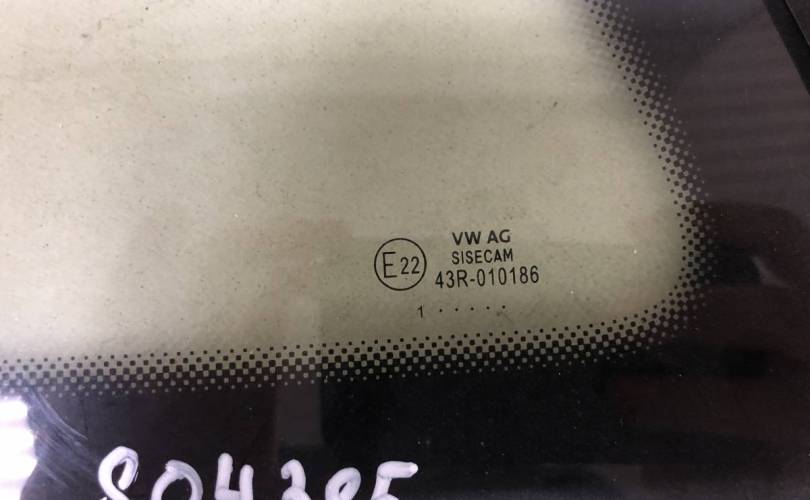 VW AG
E22 SISECAM
43R-010186
1 . . . . .